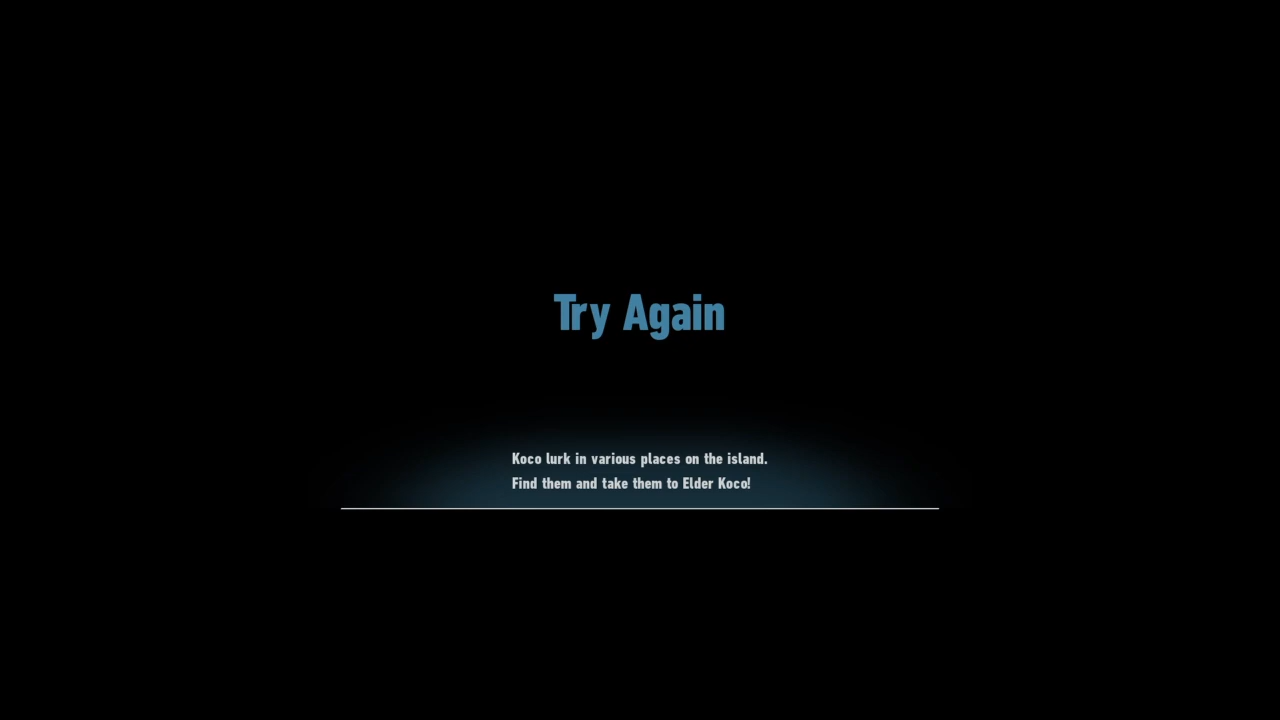 Try Again
Koco lurk in various places on the island.
Find them and take them to Elder Koco!